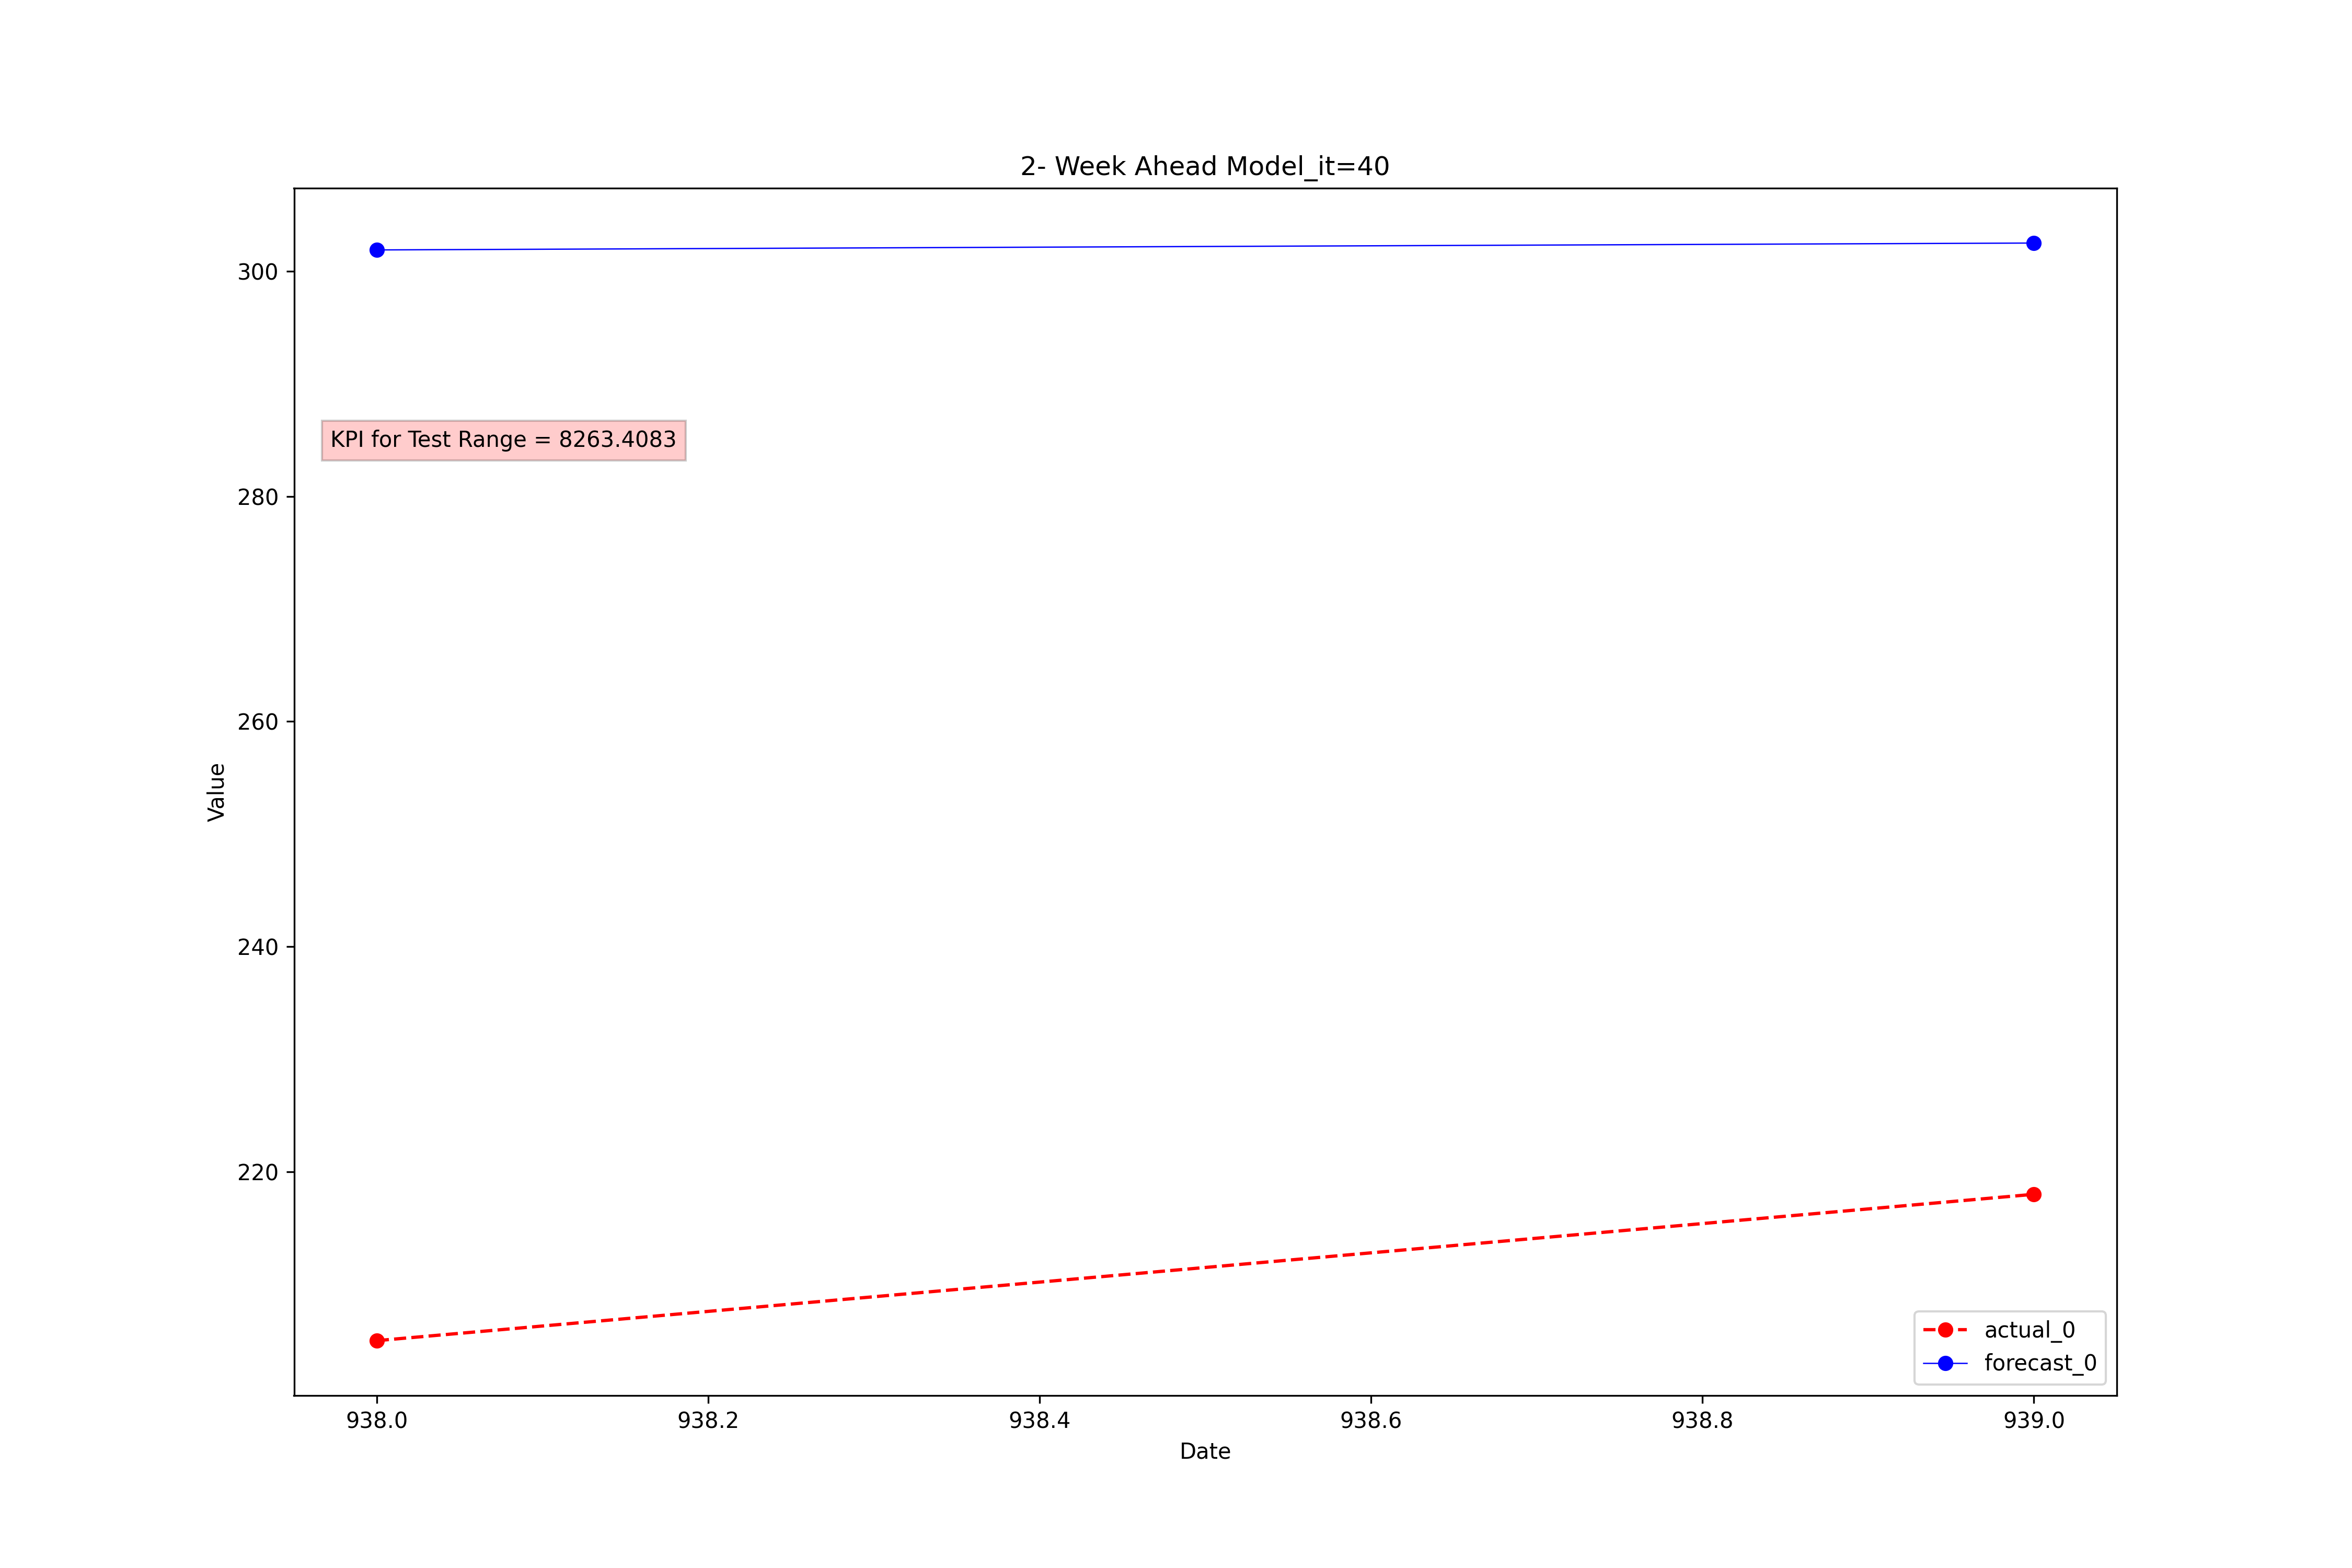 2- Week Ahead Model_it=40
300
KPI for Test Range = 8263.4083
280
260
Value
240
220
actual_0
forecast_0
938.0 938.2 938.4 938.6 938.8 939.0
Date